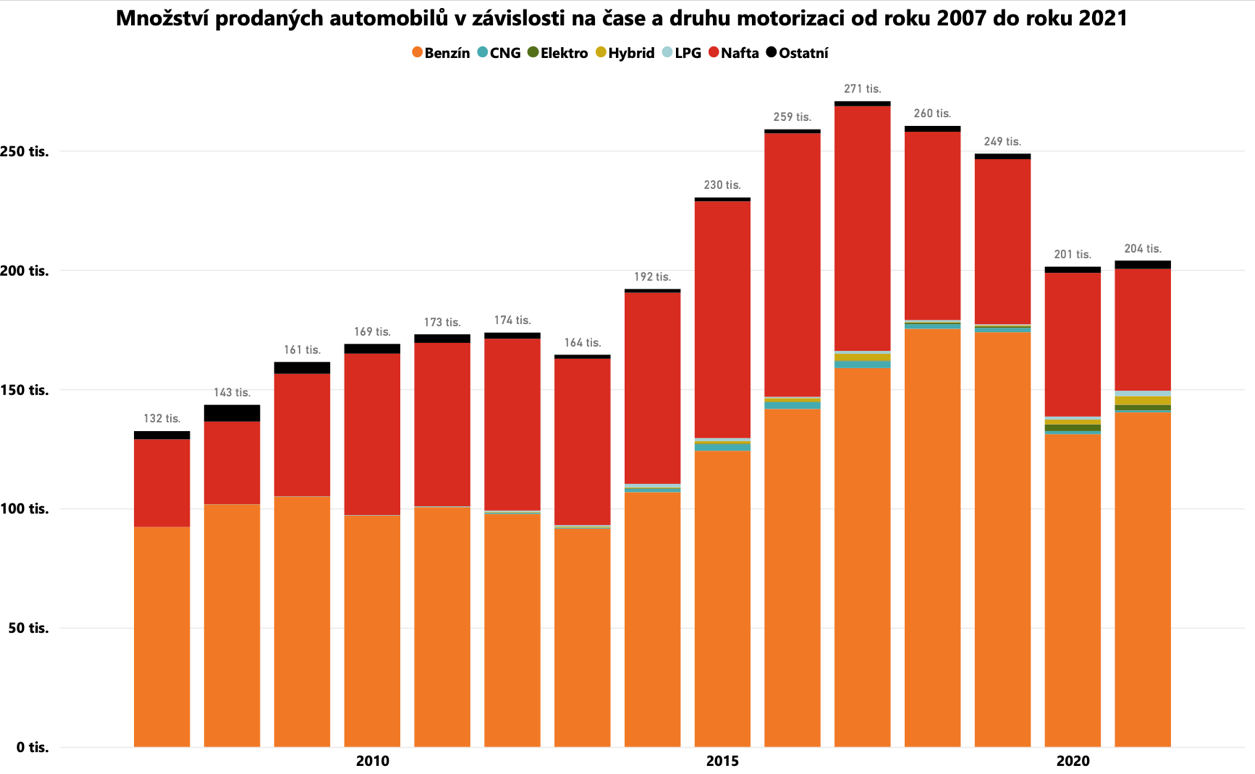 Množství prodaných automobilů v závislosti na čase a druhu motorizaci od roku 2007 do roku 2021
Benzín CNG Elektro Hybrid LPG Nafta Ostatní
271 tis.
260 tis.
259 tis.
249 tis.
250 tis.
230 tis.
204 tis.
201 tis.
200 tis.
192 tis.
174 tis.
173 tis.
169 tis.
164 tis.
161 tis.
150 tis.
143 tis.
132 tis.
100 tis.
50 tis.
0 tis.
2010 2015 2020